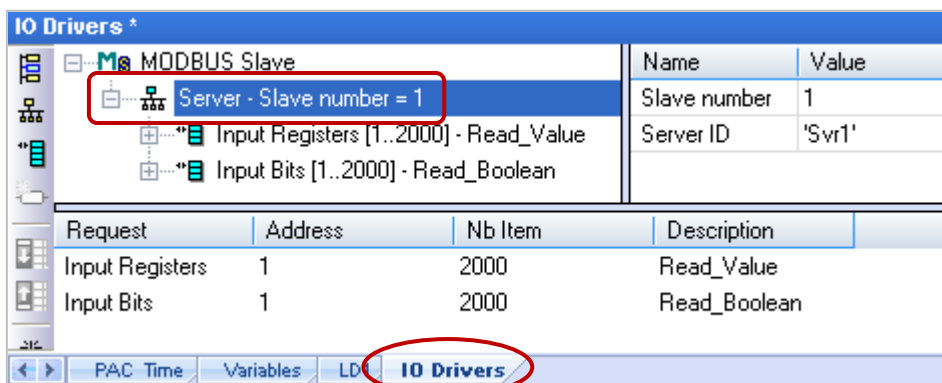 IO Drivers *
MODBUS Slave
Server - Slave number = 1
Input Registers [1..2000] - Read_Value
Input Bits [1..2000] - Read_Boolean
Name Value
Slave number 1
Server ID 'Svr1'
Request Address Nb Item Description
Input Registers 1 2000 Read_Value
Input Bits 1 2000 Read_Boolean
PAC Time Variables LD1 IO Drivers